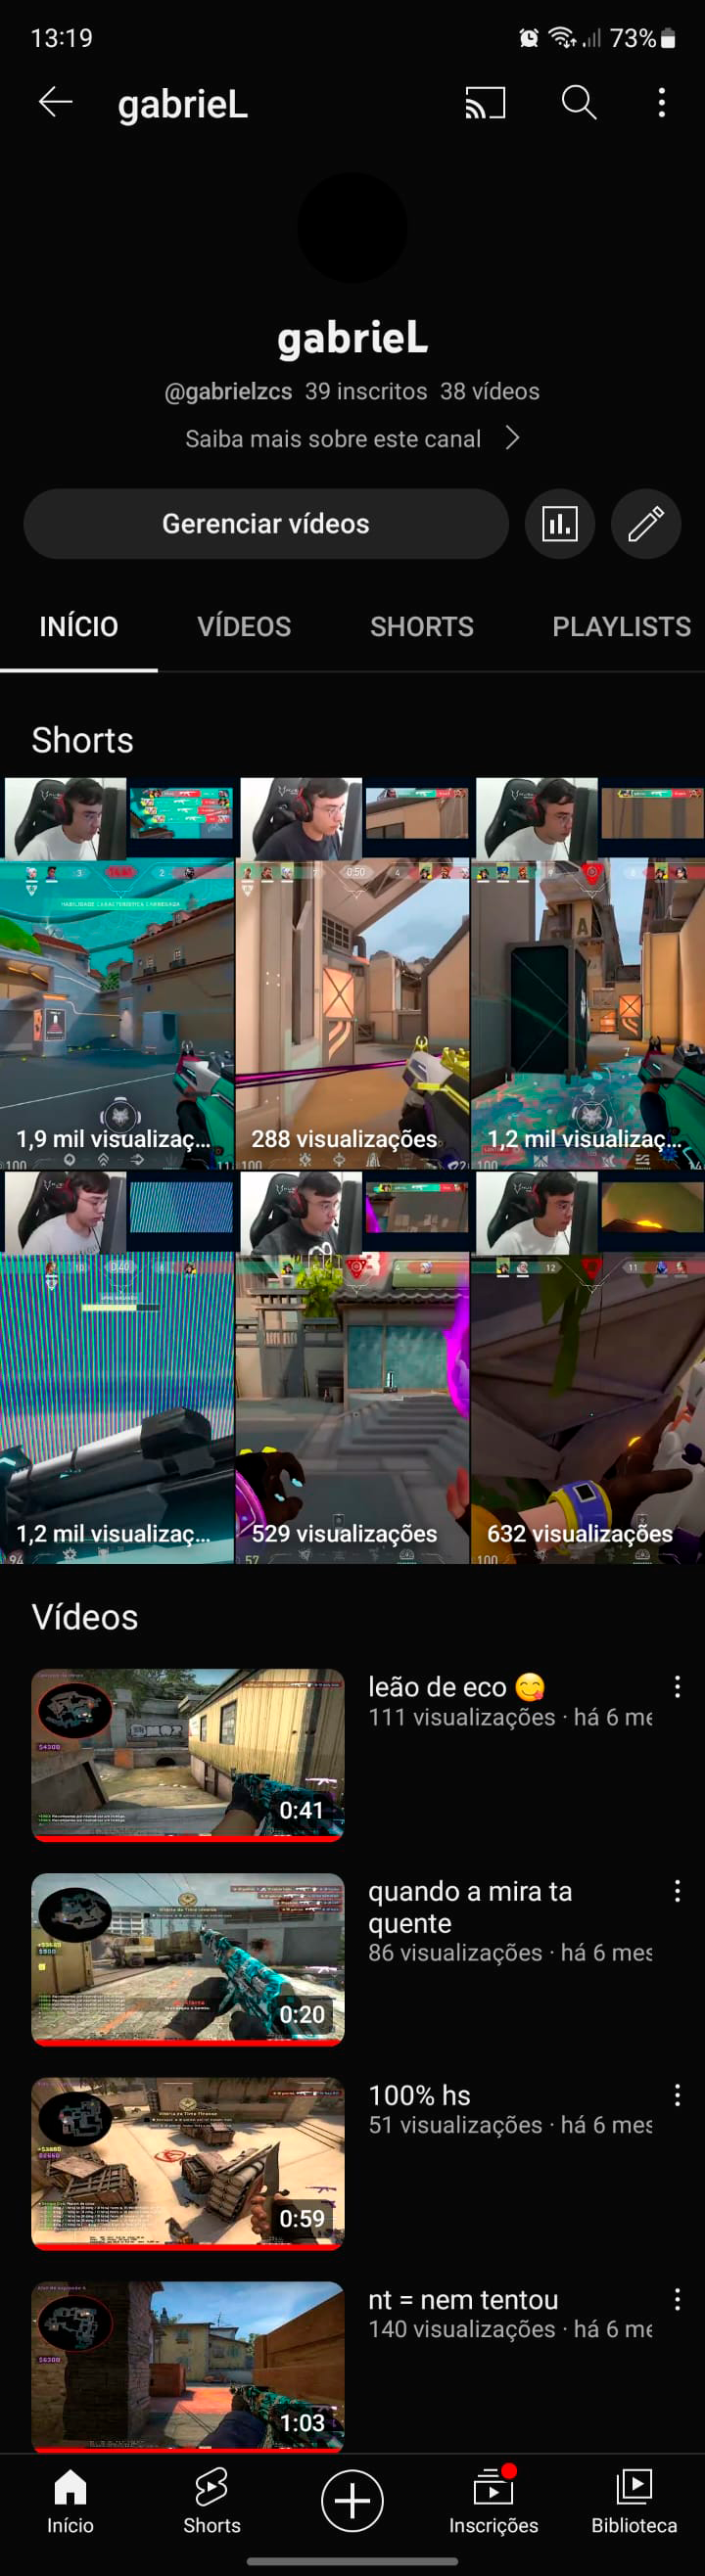 13:19
73%
gabrieL
gabrieL
@gabrielzcs 39 inscritos 38 vídeos
Saiba mais sobre este canal
Gerenciar vídeos
INÍCIO VÍDEOS SHORTS PLAYLISTS
Shorts
1,9 mil visualizaç... 288 visualizações 1,2 mil visualizaç...
1,2 mil visualizaç... 529 visualizações 632 visualizações
Vídeos
leão de eco 😋
111 visualizações · há 6 me
0:41
quando a mira ta
quente
86 visualizações · há 6 mes
0:20
100% hs
51 visualizações · há 6 mes
0:59
nt = nem tentou
140 visualizações · há 6 me
1:03
Início Shorts Inscrições Biblioteca